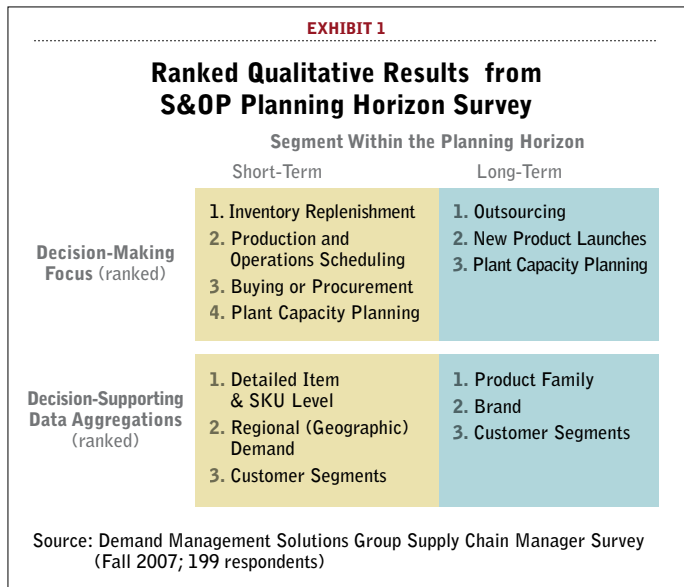 EXHIBIT 1
Ranked Qualitative Results from
S&OP Planning Horizon Survey
Segment Within the Planning Horizon
Short-Term
Long-Term
Decision-Making
Focus (ranked)
1. Inventory Replenishment
2. Production and
Operations Scheduling
3. Buying or Procurement
4. Plant Capacity Planning
1. Outsourcing
2. New Product Launches
3. Plant Capacity Planning
Decision-Supporting
Data Aggregations
(ranked)
1. Detailed Item
& SKU Level
2. Regional (Geographic)
Demand
3. Customer Segments
1. Product Family
2. Brand
3. Customer Segments
Source: Demand Management Solutions Group Supply Chain Manager Survey
(Fall 2007; 199 respondents)